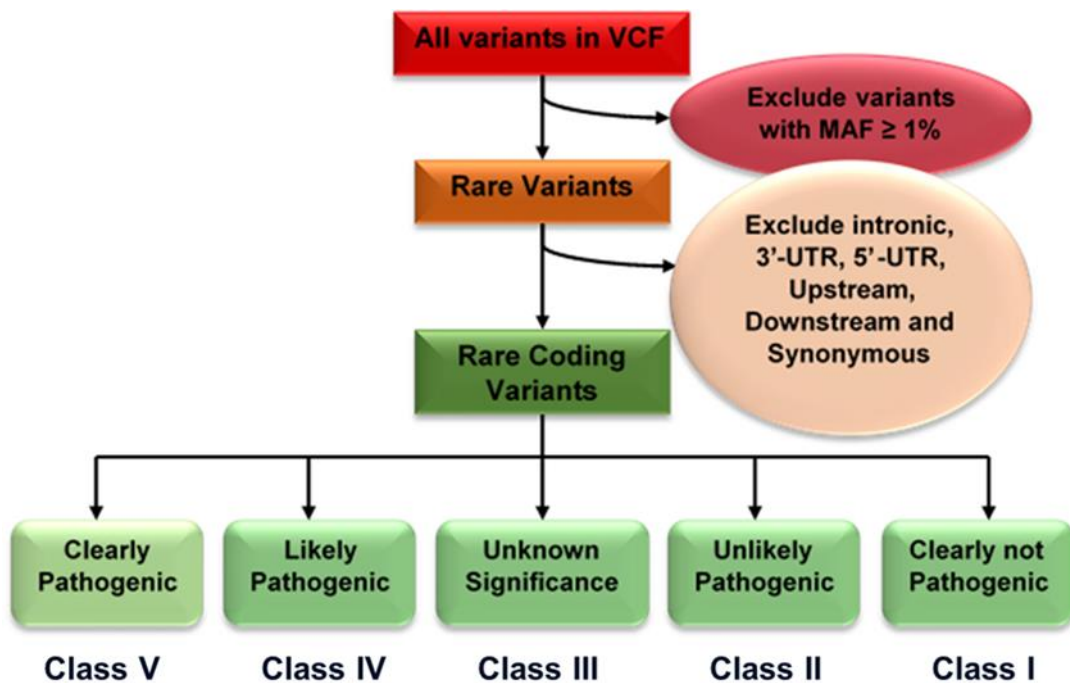 All variants in VCF
Exclude variants
with MAF ≥ 1%
Rare Variants
Exclude intronic,
3'-UTR, 5'-UTR,
Upstream,
Downstream and
Synonymous
Rare Coding
Variants
Clearly
Pathogenic
Likely
Pathogenic
Unknown
Significance
Unlikely
Pathogenic
Clearly not
Pathogenic
Class V
Class IV
Class III
Class II
Class I